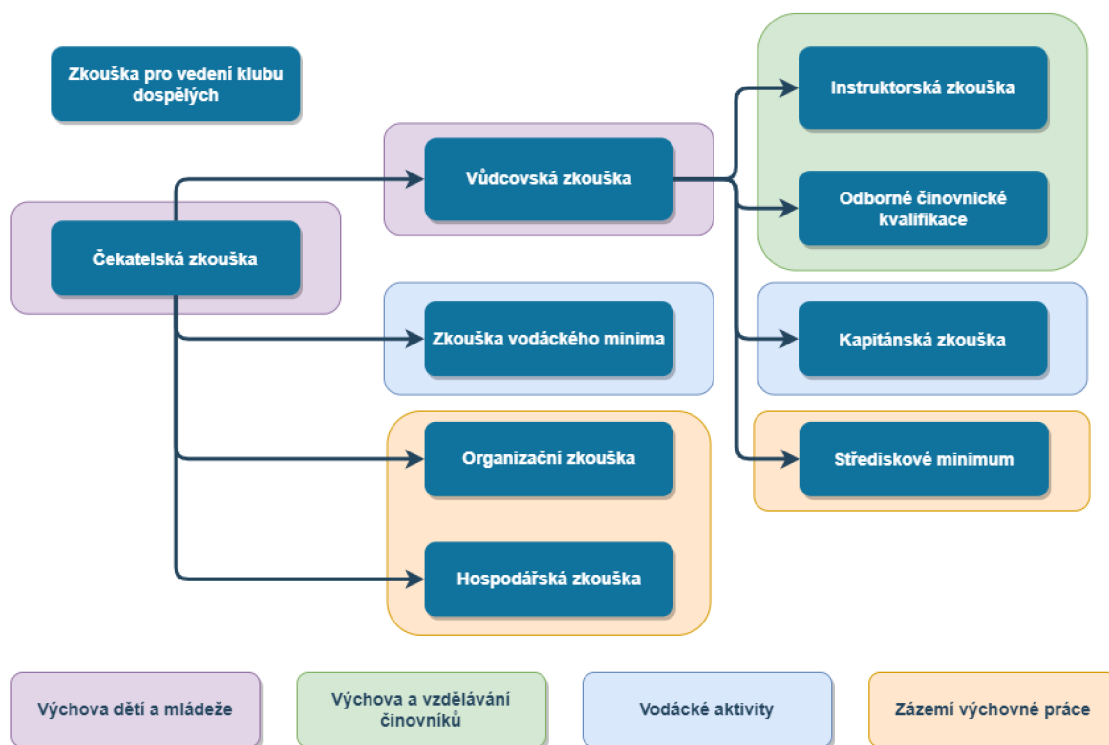 Zkouška pro vedení klubu
dospělých
Čekatelská zkouška
Vůdcovská zkouška
Zkouška vodáckého minima
Organizační zkouška
Hospodářská zkouška
Instruktorská zkouška
Odborné činovnické
kvalifikace
Kapitánská zkouška
Střediskové minimum
Výchova dětí a mládeže
Výchova a vzdělávání
činovníků
Vodácké aktivity
Zázemí výchovné práce